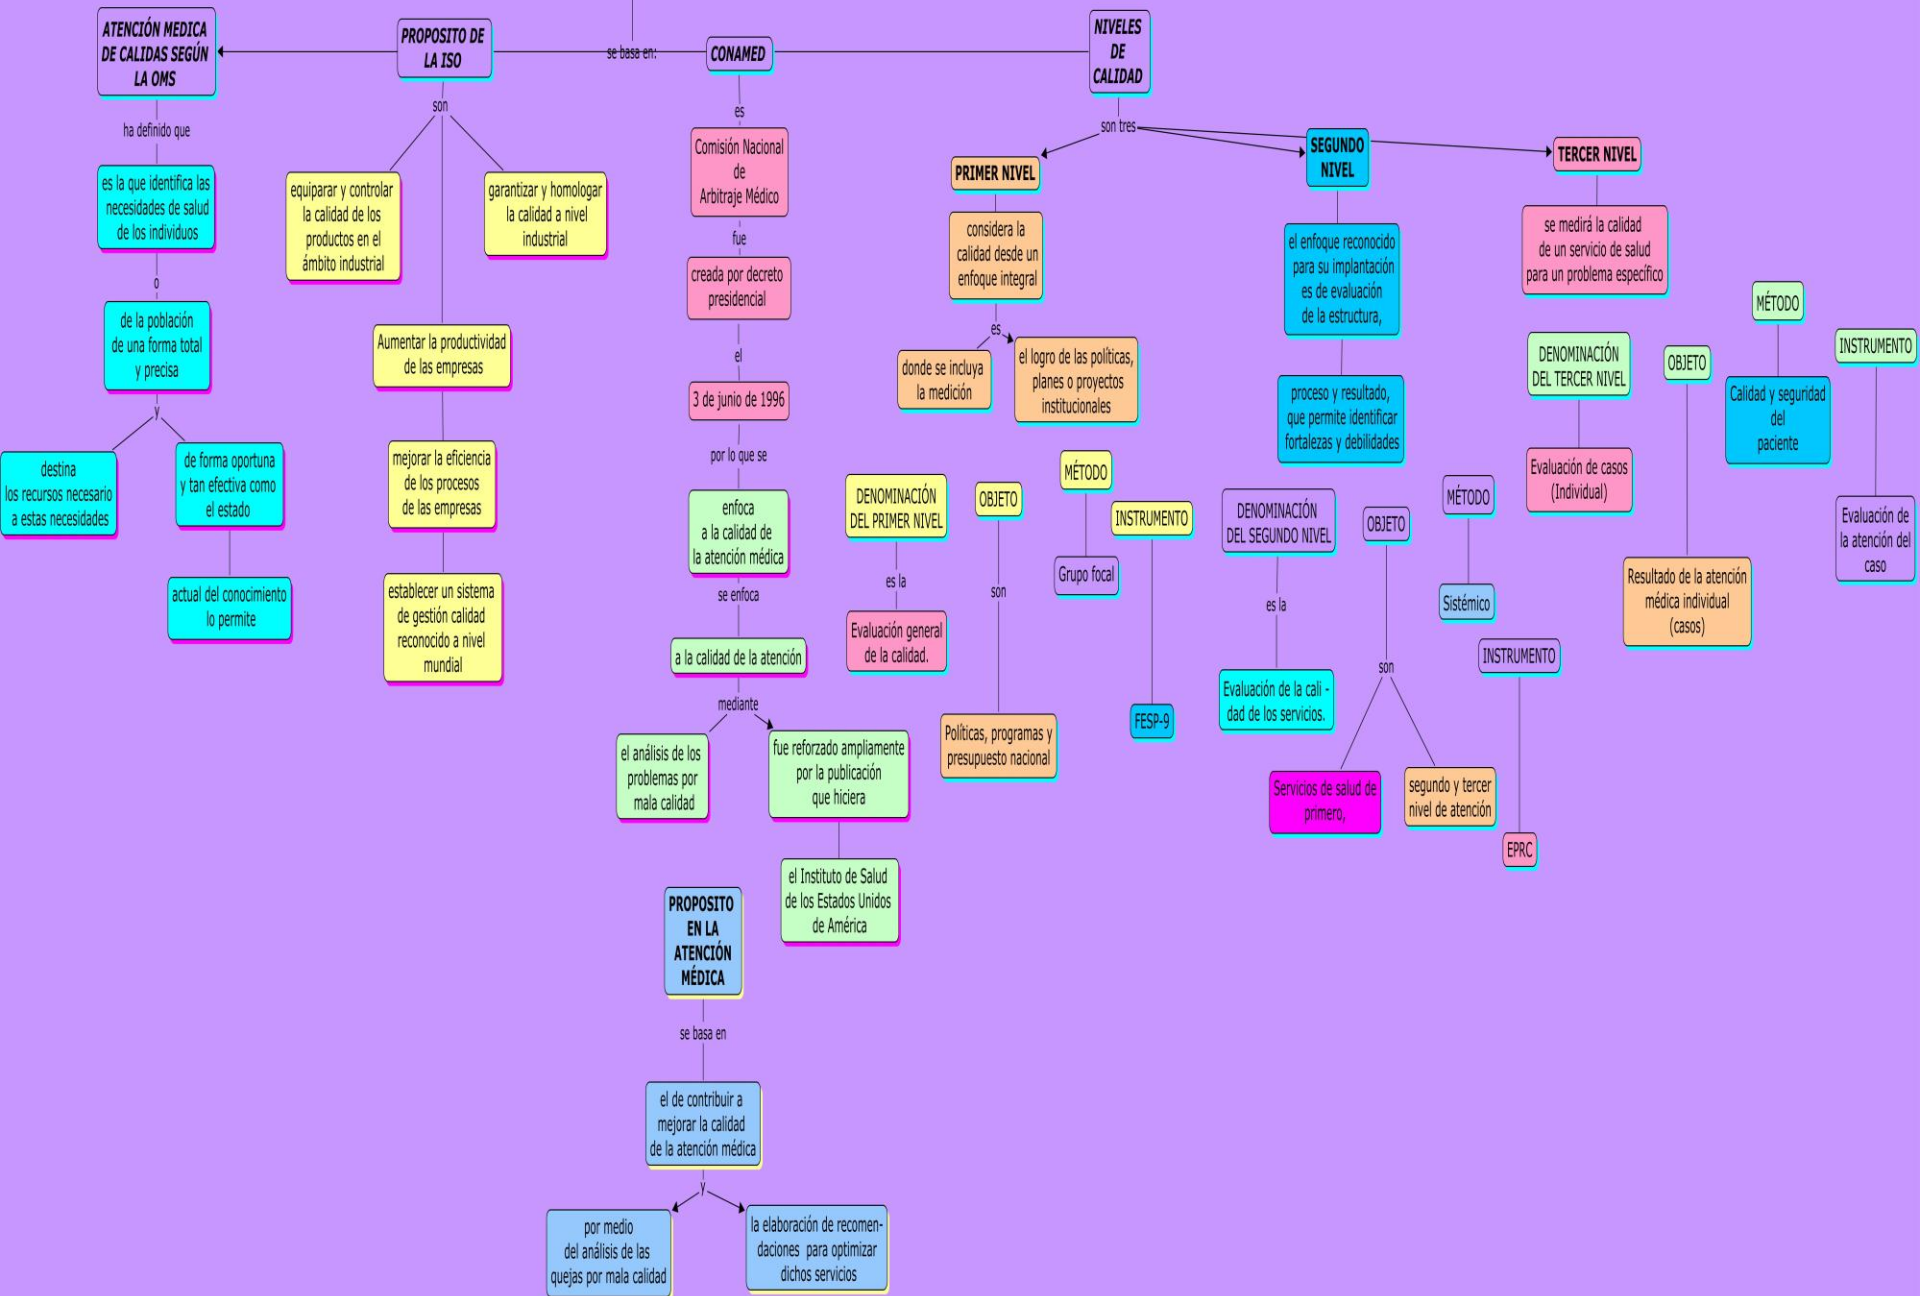 se basa en:
ATENCIÓN MEDICA
DE CALIDAS SEGÚN
LA OMS
ha definido que
es la que identifica las
necesidades de salud
de los individuos
o
de la población
de una forma total
y precisa
y
destina
los recursos necesario
a estas necesidades
de forma oportuna
y tan efectiva como
el estado
actual del conocimiento
lo permite
PROPOSITO DE
LA ISO
son
equiparar y controlar
la calidad de los
productos en el
ámbito industrial
garantizar y homologar
la calidad a nivel
industrial
Aumentar la productividad
de las empresas
mejorar la eficiencia
de los procesos
de las empresas
establecer un sistema
de gestión calidad
reconocido a nivel
mundial
CONAMED
es
Comisión Nacional
de
Arbitraje Médico
fue
creada por decreto
presidencial
el
3 de junio de 1996
por lo que se
enfoca
a la calidad de
la atención médica
se enfoca
a la calidad de la atención
mediante
el análisis de los
problemas por
mala calidad
fue reforzado ampliamente
por la publicación
que hiciera
el Instituto de Salud
de los Estados Unidos
de América
PROPOSITO
EN LA
ATENCIÓN
MÉDICA
se basa en
el de contribuir a
mejorar la calidad
de la atención médica
y
por medio
del análisis de las
quejas por mala calidad
la elaboración de recomen-
daciones para optimizar
dichos servicios
NIVELES
DE
CALIDAD
son tres
PRIMER NIVEL
considera la
calidad desde un
enfoque integral
es
donde se incluya
la medición
el logro de las políticas,
planes o proyectos
institucionales
DENOMINACIÓN
DEL PRIMER NIVEL
es la
Evaluación general
de la calidad.
OBJETO
son
Políticas, programas y
presupuesto nacional
MÉTODO
Grupo focal
INSTRUMENTO
FESP-9
SEGUNDO
NIVEL
el enfoque reconocido
para su implantación
es de evaluación
de la estructura,
proceso y resultado,
que permite identificar
fortalezas y debilidades
DENOMINACIÓN
DEL SEGUNDO NIVEL
es la
Evaluación de la cali -
dad de los servicios.
OBJETO
son
Servicios de salud de
primero,
segundo y tercer
nivel de atención
MÉTODO
Sistémico
INSTRUMENTO
EPRC
TERCER NIVEL
se medirá la calidad
de un servicio de salud
para un problema específico
DENOMINACIÓN
DEL TERCER NIVEL
Evaluación de casos
(Individual)
OBJETO
Resultado de la atención
médica individual
(casos)
MÉTODO
Calidad y seguridad
del
paciente
INSTRUMENTO
Evaluación de
la atención del
caso